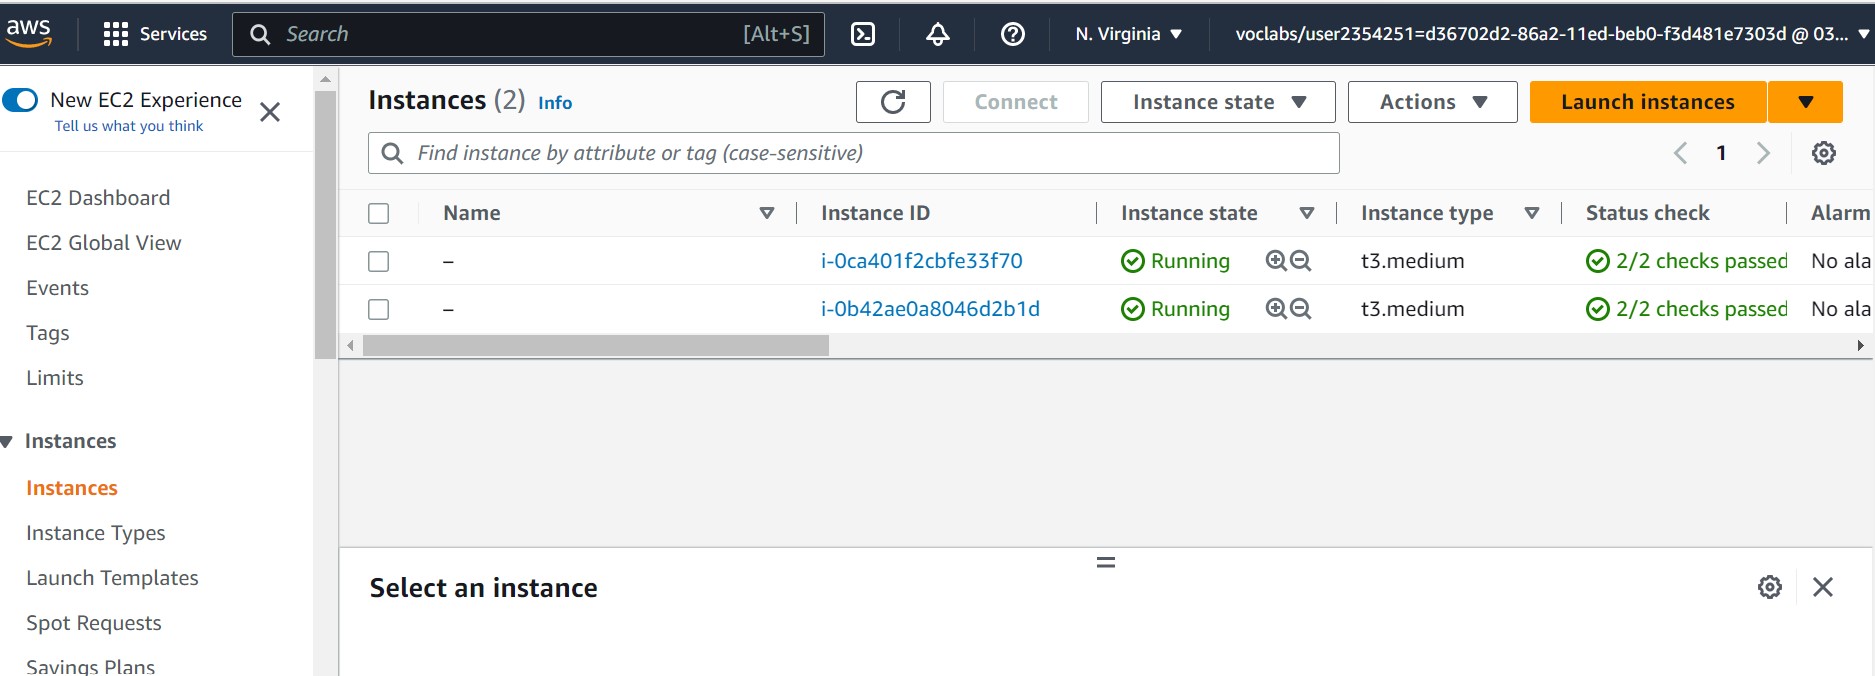 aws Services Search [Alt+S] N. Virginia voclabs/user2354251=d36702d2-86a2-11ed-beb0-f3d481e7303d @ 03...
New EC2 Experience
Tell us what you think
EC2 Dashboard
EC2 Global View
Events
Tags
Limits
Instances
Instances
Instance Types
Launch Templates
Spot Requests
Savings Plans
Instances (2) Info Connect Instance state Actions Launch instances
Find instance by attribute or tag (case-sensitive) 1
Name Instance ID Instance state Instance type Status check Alarm
– i-0ca401f2cbfe33f70 Running t3.medium 2/2 checks passed No ala
– i-0b42ae0a8046d2b1d Running t3.medium 2/2 checks passed No ala
Select an instance